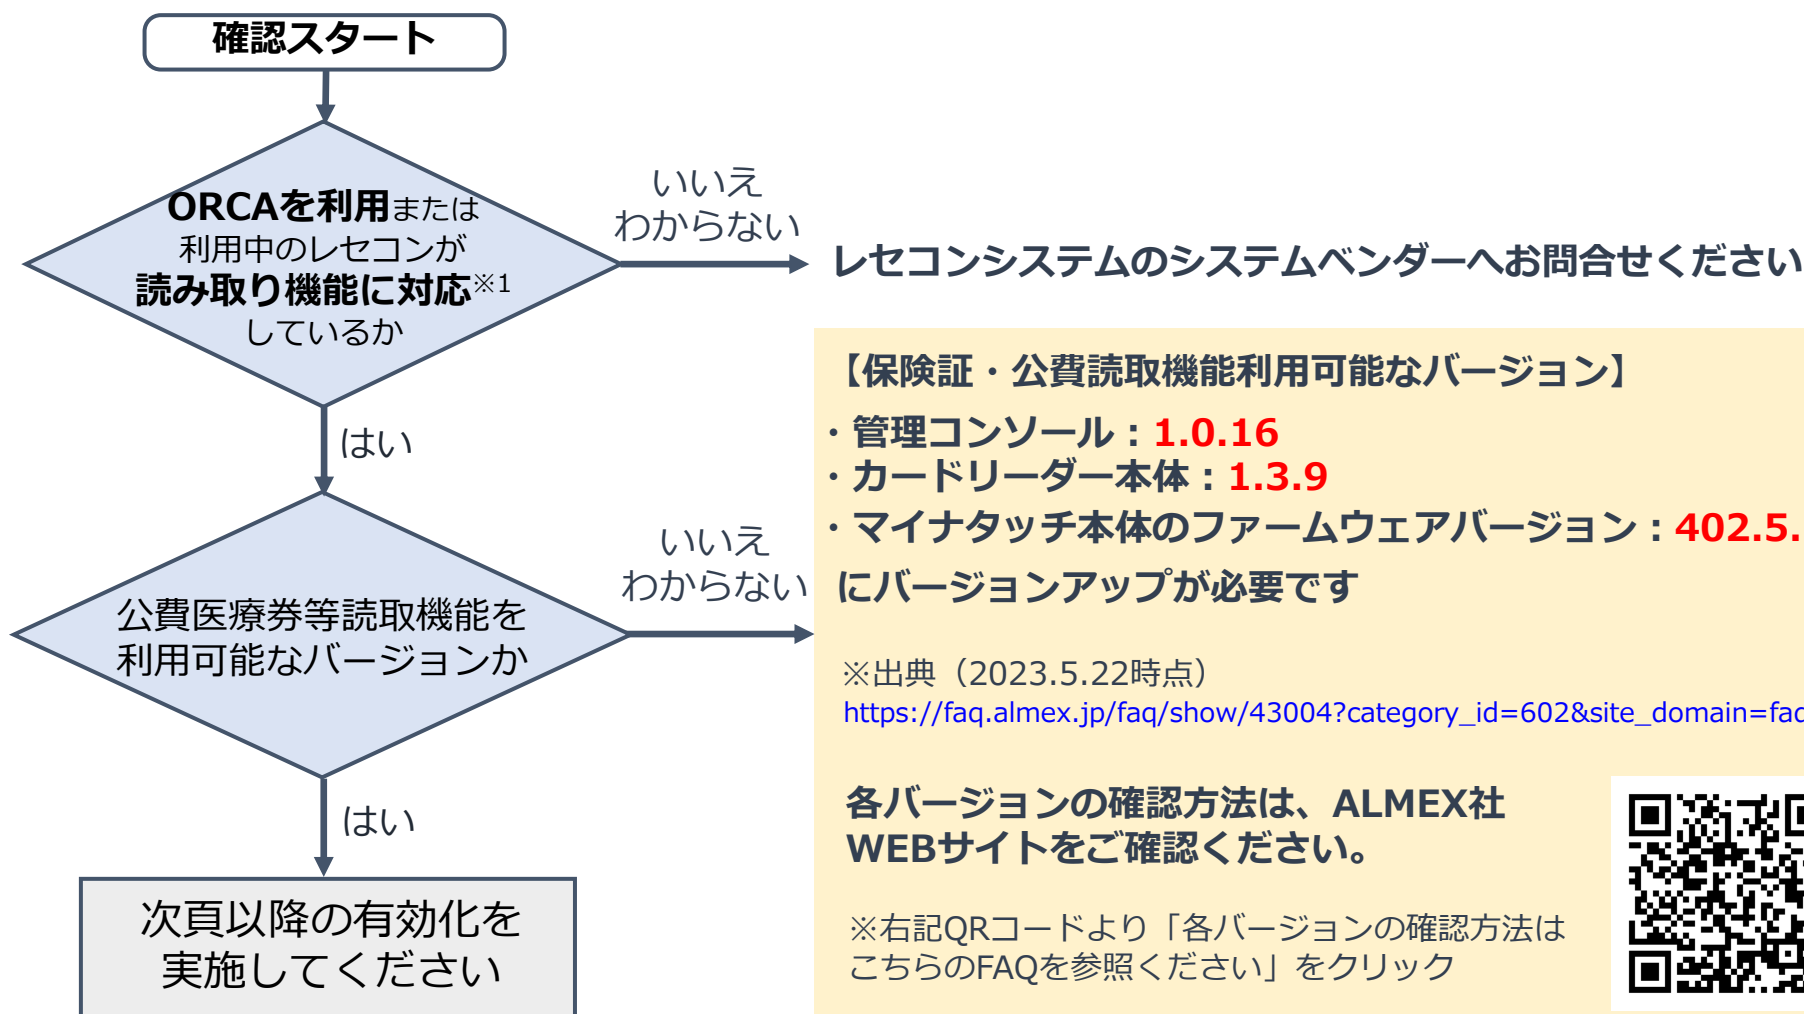 確認スタート
ORCAを利用または
利用中のレセコンが
読み取り機能に対応※1
しているか
いいえ
わからない
レセコンシステムのシステムベンダーへお問合せください
はい
公費医療券等読取機能を
利用可能なバージョンか
いいえ
わからない
【保険証・公費読取機能利用可能なバージョン】
・管理コンソール：1.0.16
・カードリーダー本体：1.3.9
・マイナタッチ本体のファームウェアバージョン：402.5.
にバージョンアップが必要です
※出典（2023.5.22時点）
https://faq.almex.jp/faq/show/43004?category_id=602&site_domain=faq
各バージョンの確認方法は、ALMEX社
WEBサイトをご確認ください。
※右記QRコードより「各バージョンの確認方法は
こちらのFAQを参照ください」をクリック
はい
次頁以降の有効化を
実施してください